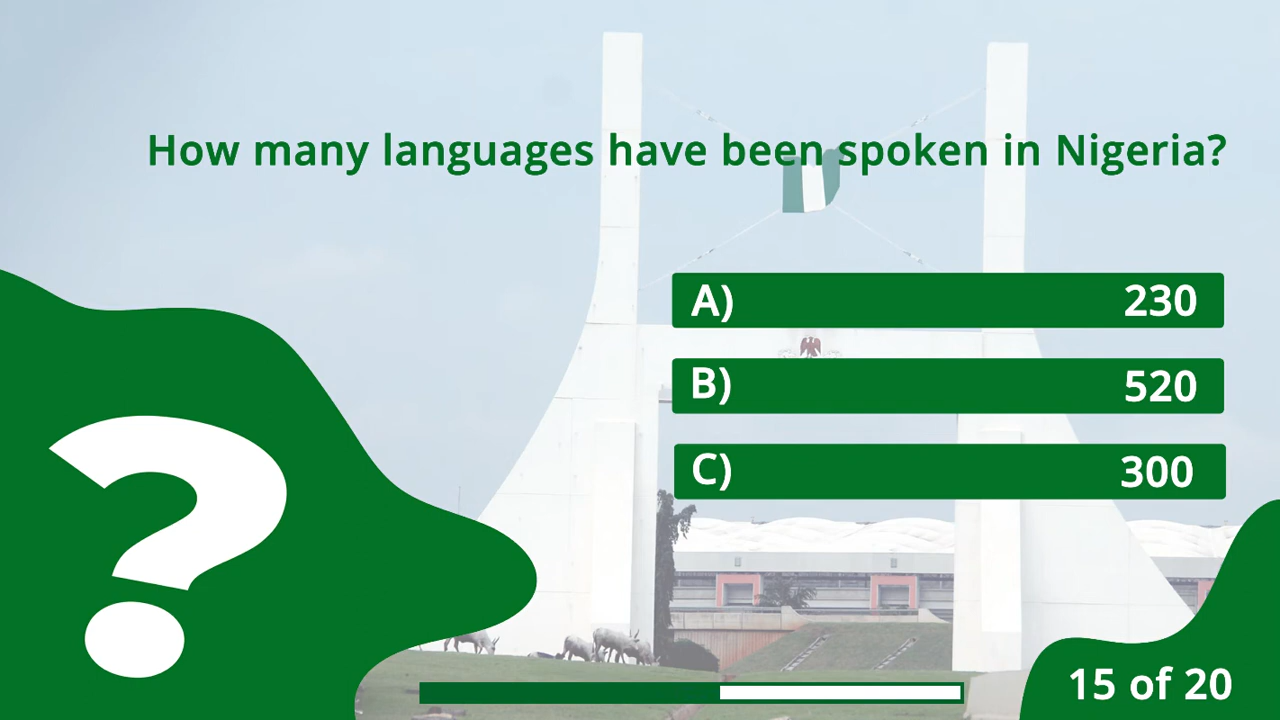 How many languages have been spoken in Nigeria?
A) 230
B) 520
C) 300
?
15 of 20